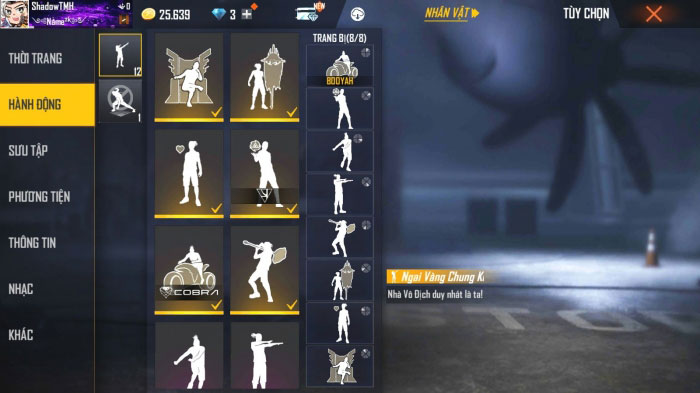 ShadowTMH
0
25.639
3
NEW
NHÂN VẬT
TÙY CHỌN
THỜI TRANG
HÀNH ĐỘNG
SƯU TẬP
PHƯƠNG TIỆN
THÔNG TIN
NHẠC
KHÁC
12
1
COBRA
TRANG BỊ(8/8)
BOOYAH
Ngai Vàng Chung K
Nhà Vô Địch duy nhất là ta!